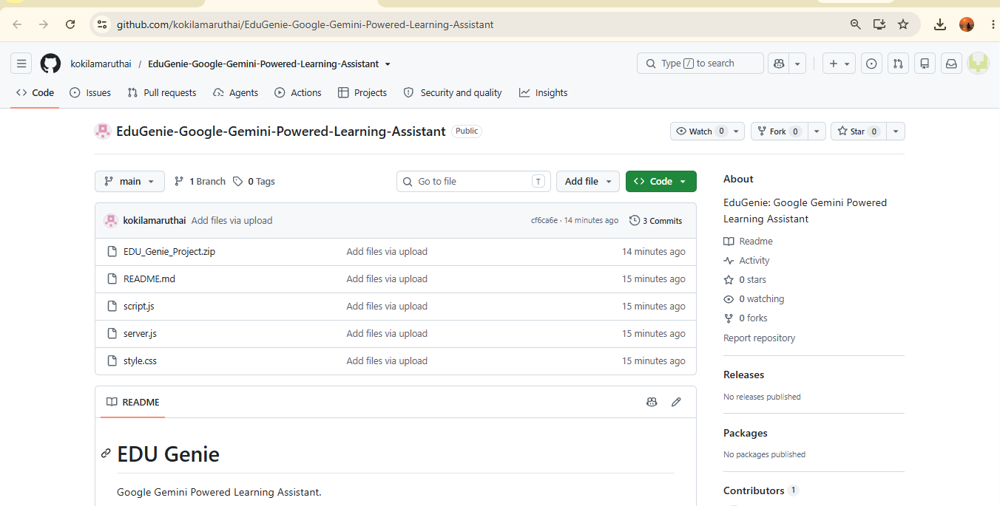 github.com/kokilamaruthai/EduGenie-Google-Gemini-Powered-Learning-Assistant
kokilamaruthai / EduGenie-Google-Gemini-Powered-Learning-Assistant
Type / to search
Code Issues Pull requests Agents Actions Projects Security and quality Insights
EduGenie-Google-Gemini-Powered-Learning-Assistant Public
Watch 0 Fork 0 Star 0
main 1 Branch 0 Tags Go to file T Add file Code
kokilamaruthai Add files via upload cf6ca6e · 14 minutes ago 3 Commits
EDU_Genie_Project.zip Add files via upload 14 minutes ago
README.md Add files via upload 15 minutes ago
script.js Add files via upload 15 minutes ago
server.js Add files via upload 15 minutes ago
style.css Add files via upload 15 minutes ago
README
EDU Genie
Google Gemini Powered Learning Assistant.
About
EduGenie: Google Gemini Powered
Learning Assistant
Readme
Activity
0 stars
0 watching
0 forks
Report repository
Releases
No releases published
Packages
No packages published
Contributors 1